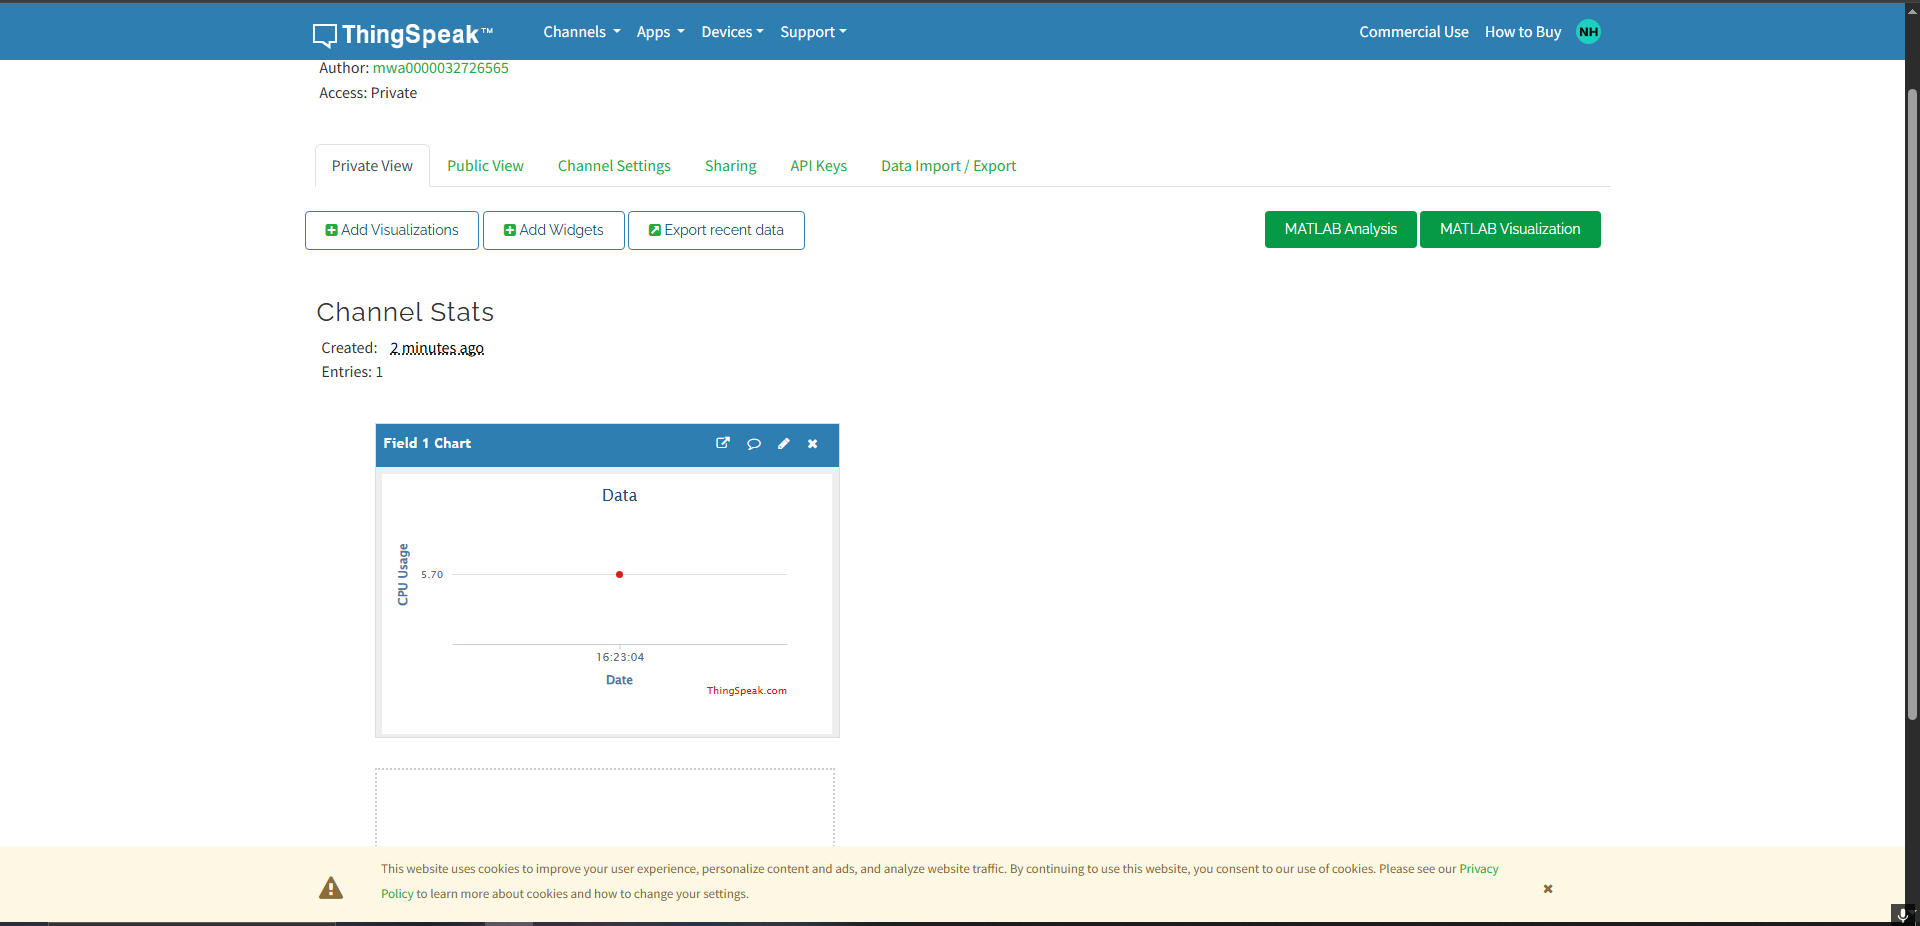 ThingSpeak™ Channels Apps Devices Support Commercial Use How to Buy NH
Author: mwa0000032726565
Access: Private
Private View Public View Channel Settings Sharing API Keys Data Import / Export
Add Visualizations Add Widgets Export recent data MATLAB Analysis MATLAB Visualization
Channel Stats
Created: 2 minutes ago
Entries: 1
Field 1 Chart
Data
CPU Usage
5.70
16:23:04
Date
ThingSpeak.com
This website uses cookies to improve your user experience, personalize content and ads, and analyze website traffic. By continuing to use this website, you consent to our use of cookies. Please see our Privacy
Policy to learn more about cookies and how to change your settings.